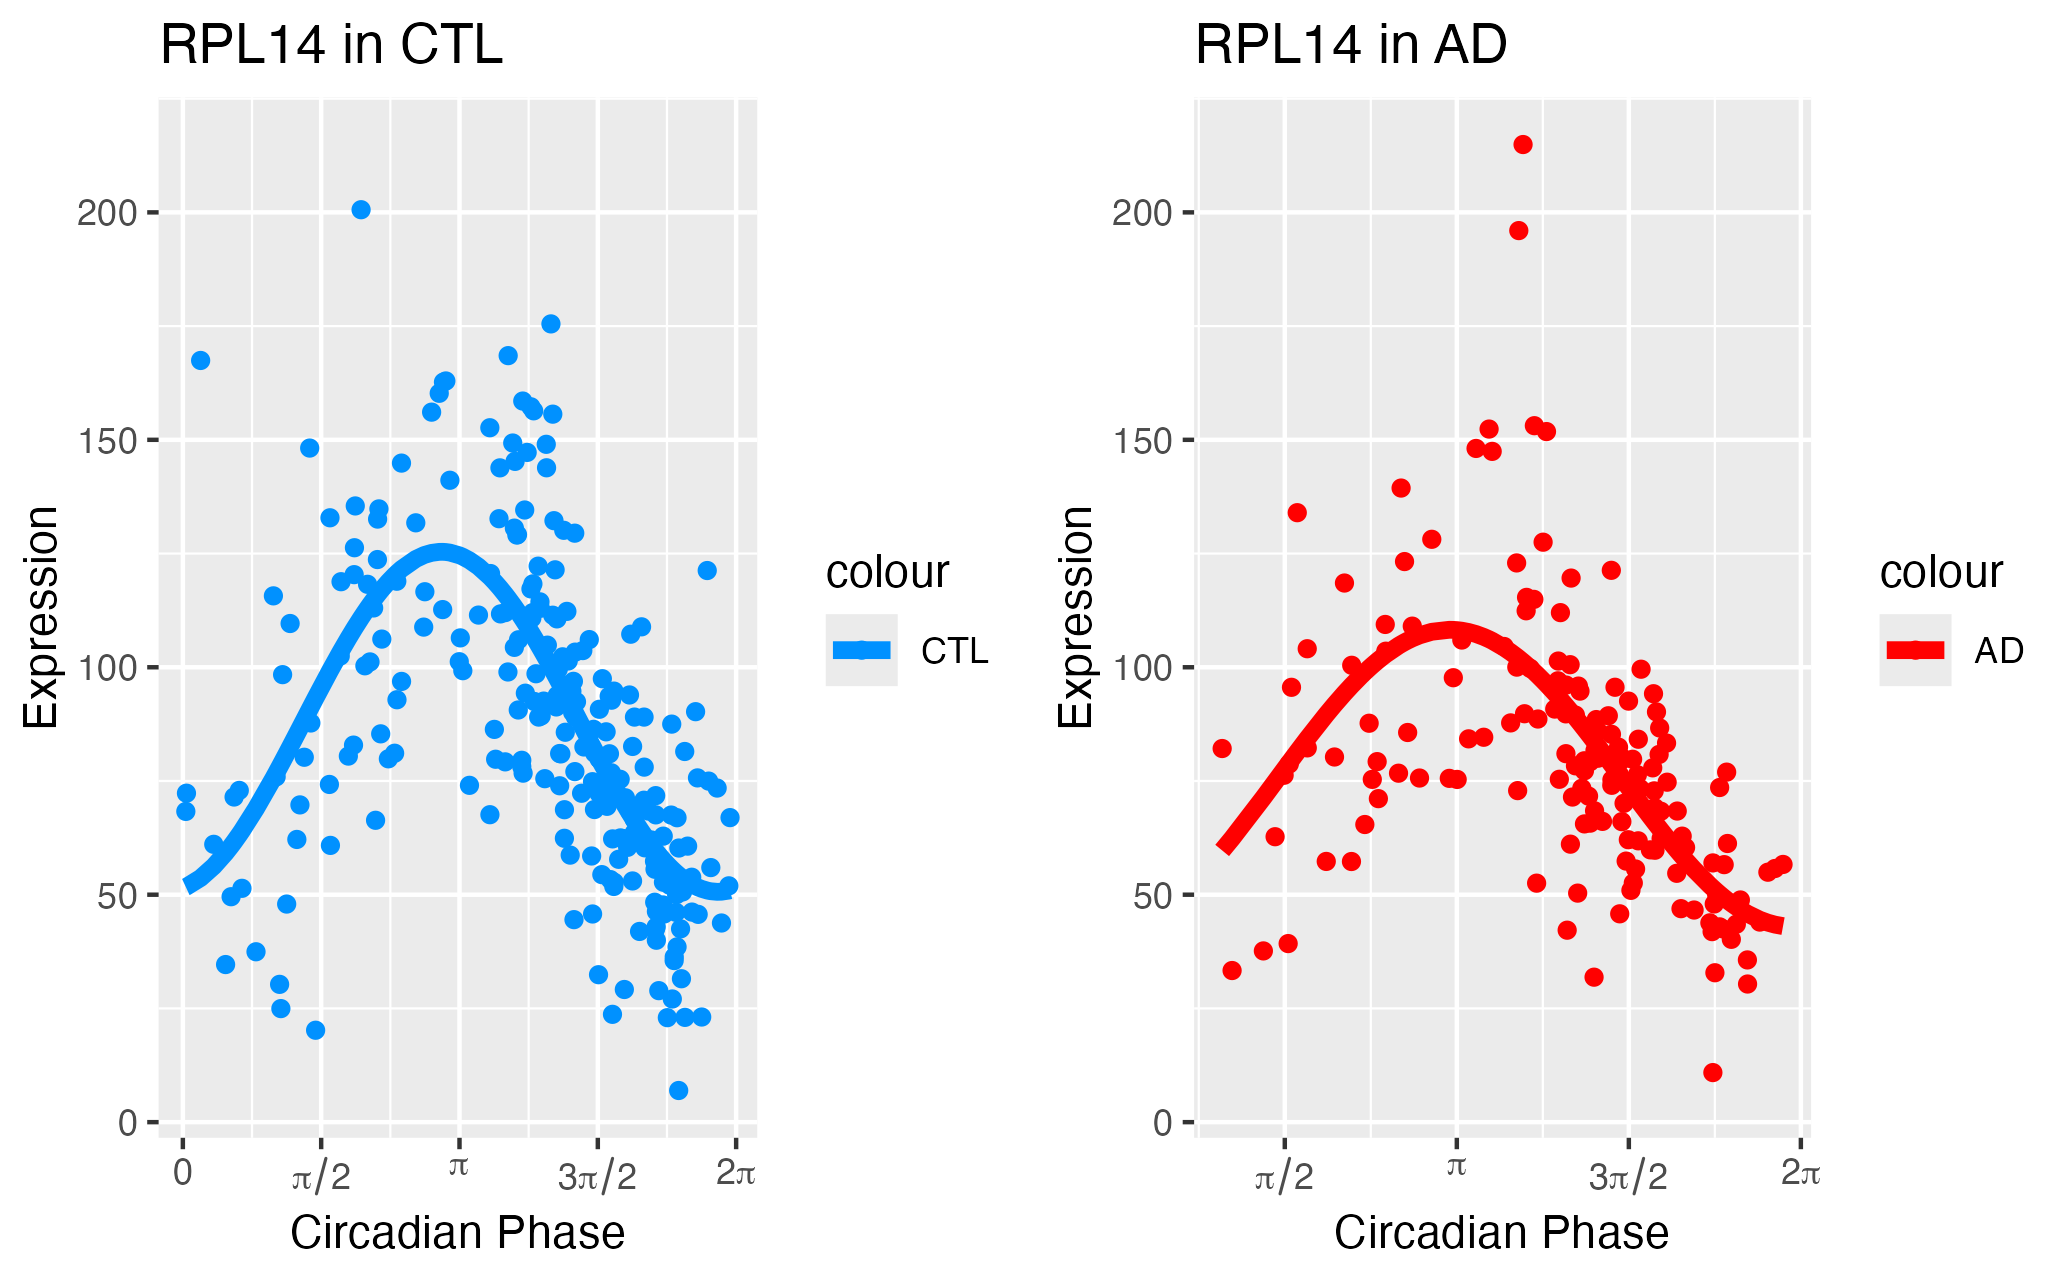 RPL14 in CTL
Expression
200
150
100
50
0
0 π/2 π 3π/2 2π
Circadian Phase
colour
CTL
RPL14 in AD
Expression
200
150
100
50
0
π/2 π 3π/2 2π
Circadian Phase
colour
AD